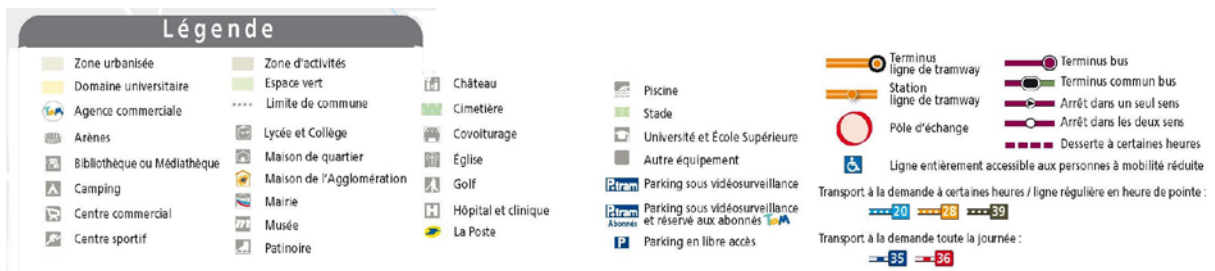 Légende
Zone urbanisée
Domaine universitaire
TaM Agence commerciale
Arènes
Bibliothèque ou Médiathèque
Camping
Centre commercial
Centre sportif
Zone d'activités
Espace vert
Limite de commune
Lycée et Collège
Maison de quartier
Maison de l'Agglomération
Mairie
Musée
Patinoire
Château
Cimetière
Covoiturage
Église
Golf
H Hôpital et clinique
La Poste
Piscine
Stade
Université et École Supérieure
Autre équipement
P+tram Parking sous vidéosurveillance
P+tram Abonnés Parking sous vidéosurveillance
et réservé aux abonnés TaM
P Parking en libre accès
Terminus
ligne de tramway
Station
ligne de tramway
Pôle d'échange
Terminus bus
Terminus commun bus
Arrêt dans un seul sens
Arrêt dans les deux sens
Desserte à certaines heures
Ligne entièrement accessible aux personnes à mobilité réduite
Transport à la demande à certaines heures / ligne régulière en heure de pointe :
20 28 39
Transport à la demande toute la journée :
35 36